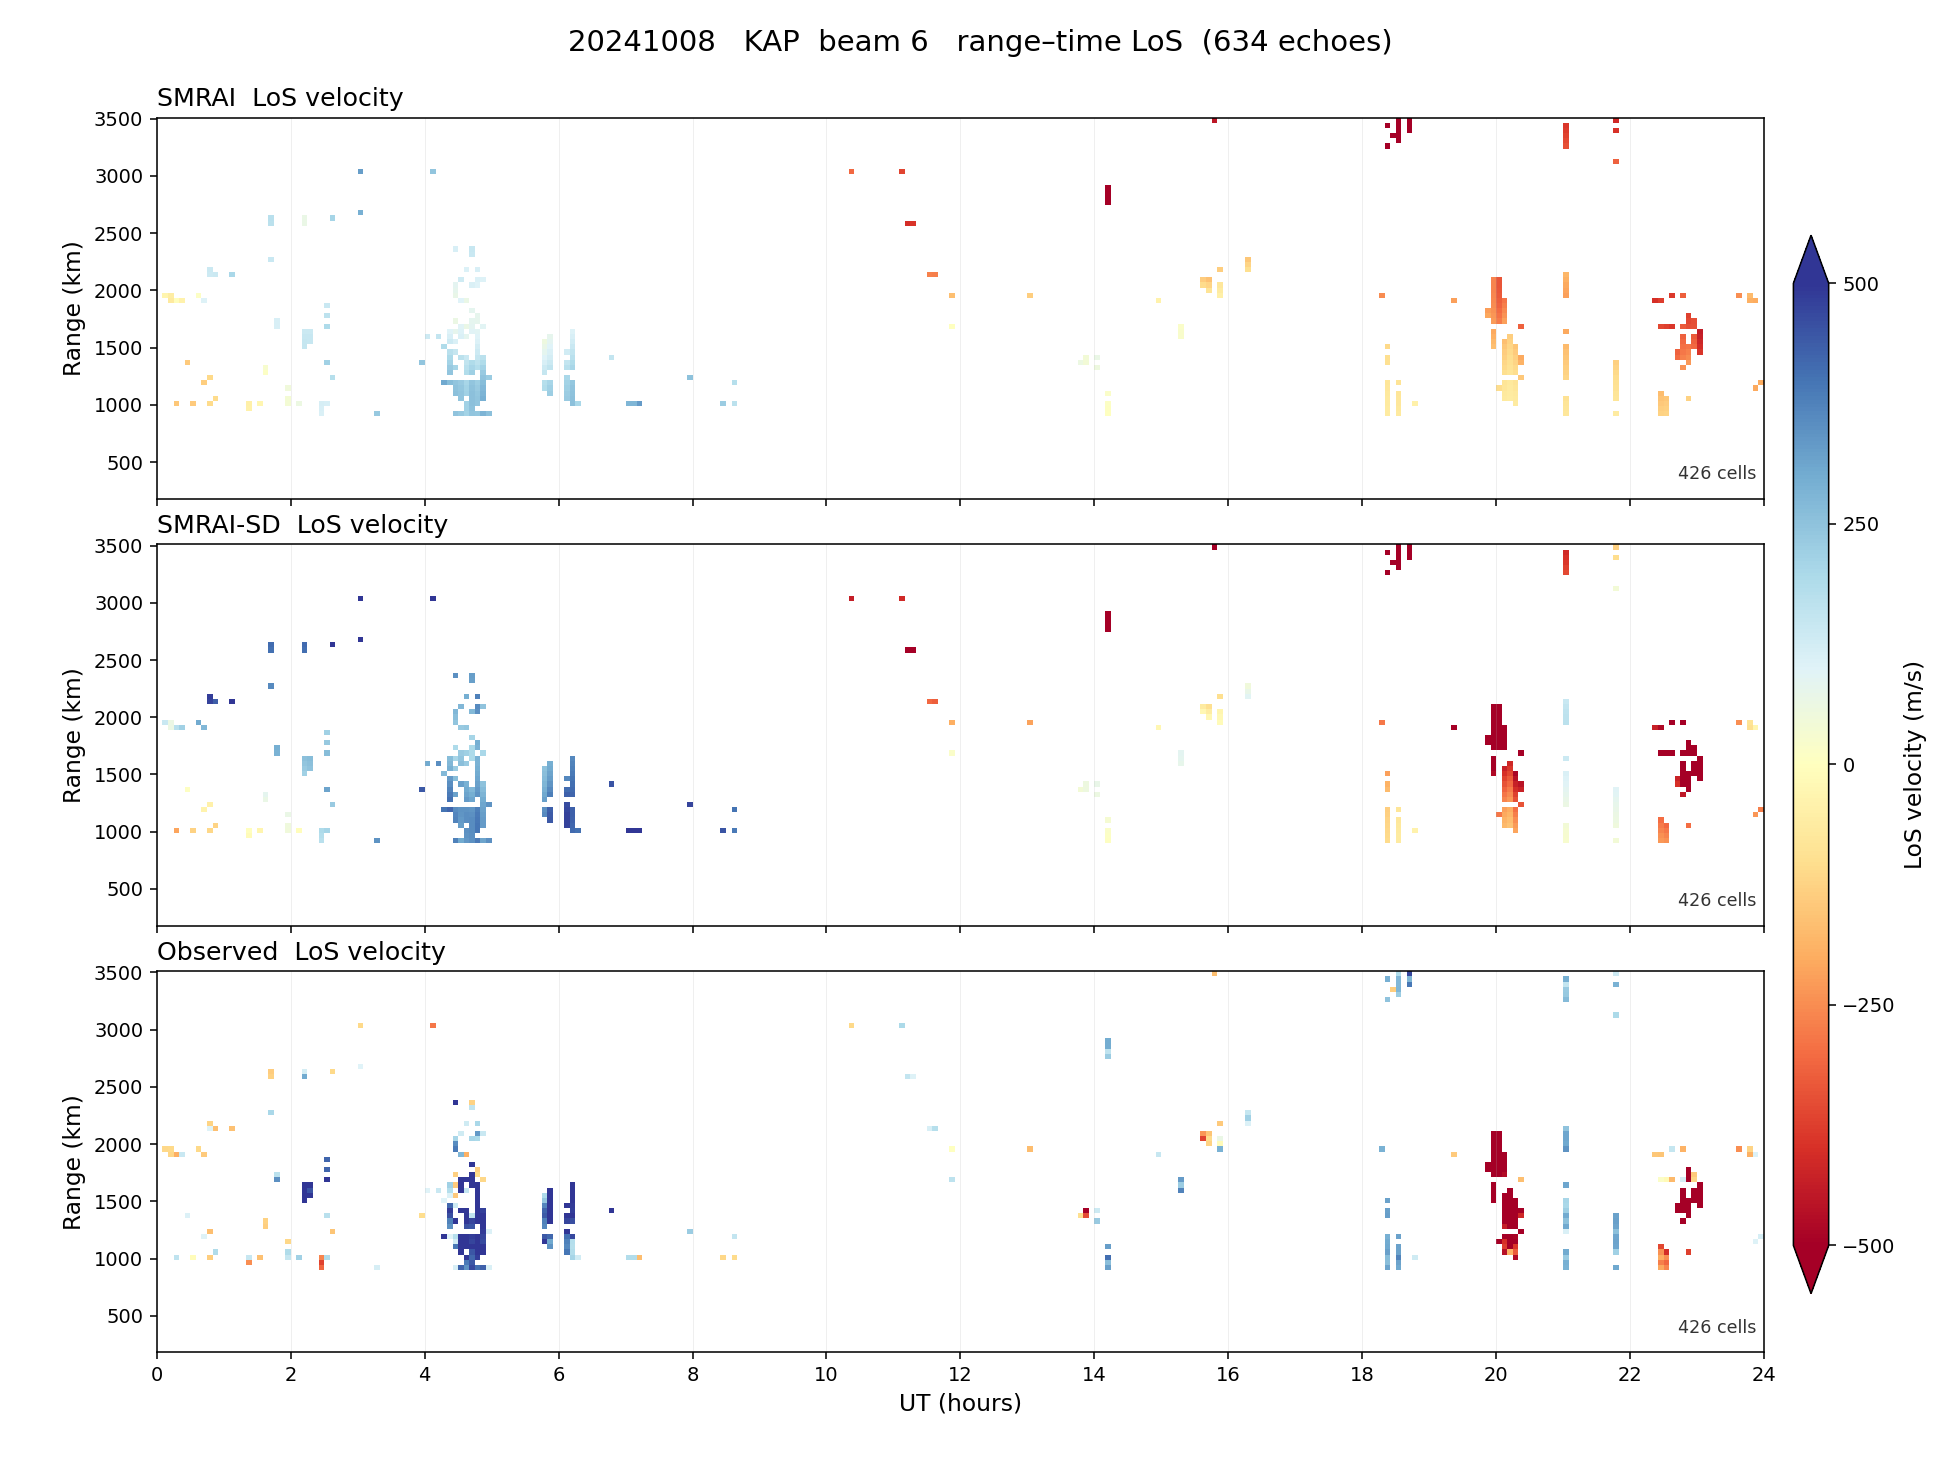 20241008   KAP  beam 6   range–time LoS  (634 echoes)
SMRAI  LoS velocity
3500
3000
2500
2000
1500
1000
500
Range (km)
426 cells
SMRAI-SD  LoS velocity
3500
3000
2500
2000
1500
1000
500
Range (km)
426 cells
Observed  LoS velocity
3500
3000
2500
2000
1500
1000
500
Range (km)
426 cells
0 2 4 6 8 10 12 14 16 18 20 22 24
UT (hours)
500
250
0
−250
−500
LoS velocity (m/s)